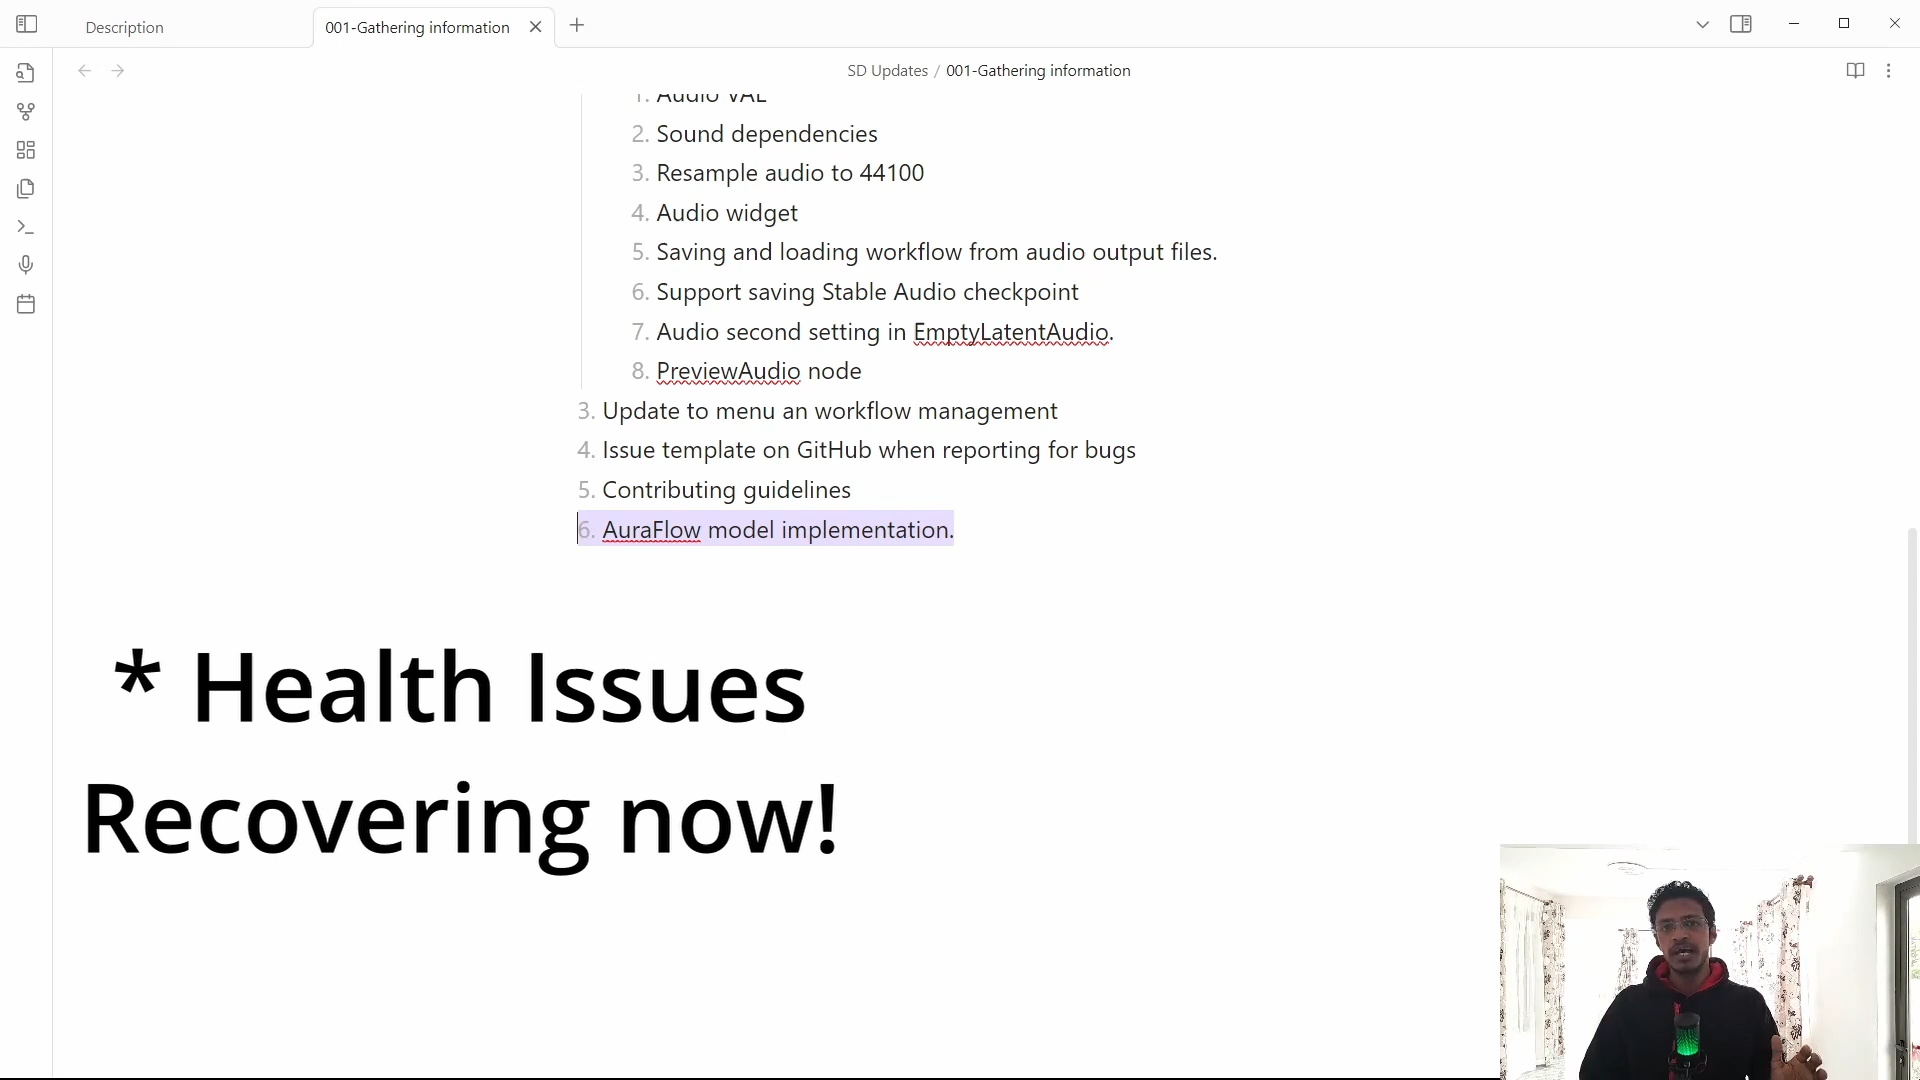 Description
001-Gathering information
SD Updates / 001-Gathering information
1. Audio VAE
2. Sound dependencies
3. Resample audio to 44100
4. Audio widget
5. Saving and loading workflow from audio output files.
6. Support saving Stable Audio checkpoint
7. Audio second setting in EmptyLatentAudio.
8. PreviewAudio node
3. Update to menu an workflow management
4. Issue template on GitHub when reporting for bugs
5. Contributing guidelines
6. AuraFlow model implementation.
* Health Issues
Recovering now!